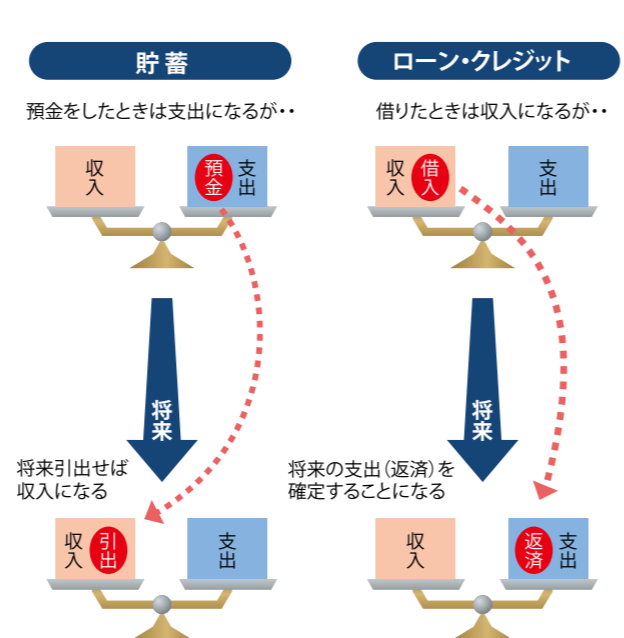 貯蓄
預金をしたときは支出になるが・・
収入
預金
支出
将来
将来引出せば
収入になる
収入
引出
支出
ローン・クレジット
借りたときは収入になるが・・
収入
借入
支出
将来
将来の支出（返済）を
確定することになる
収入
返済
支出